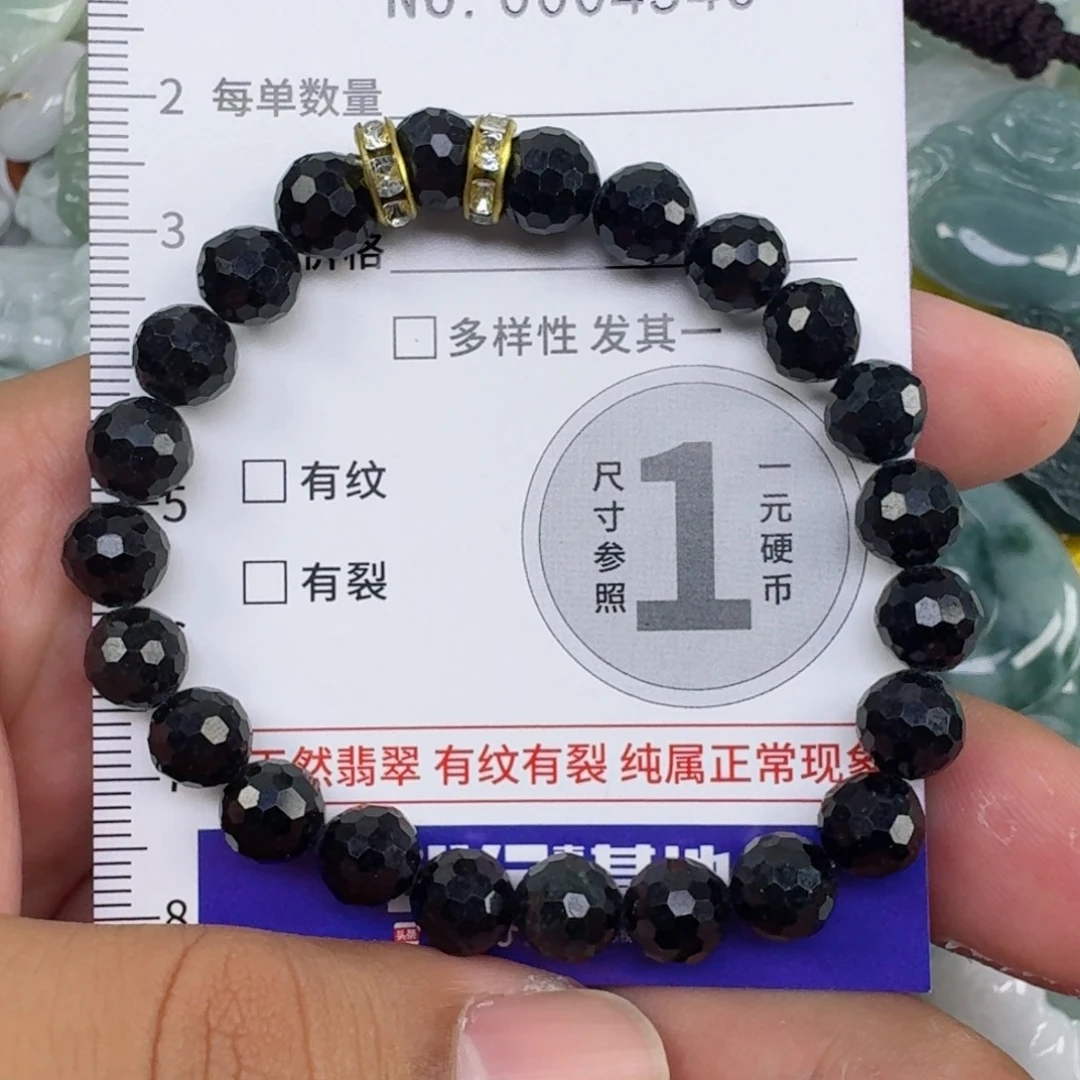 2 每单数量
3
价格
多样性 发其一
有纹
5
有裂
尺寸参照
1
一元硬币
天然翡翠 有纹有裂 纯属正常现象
8